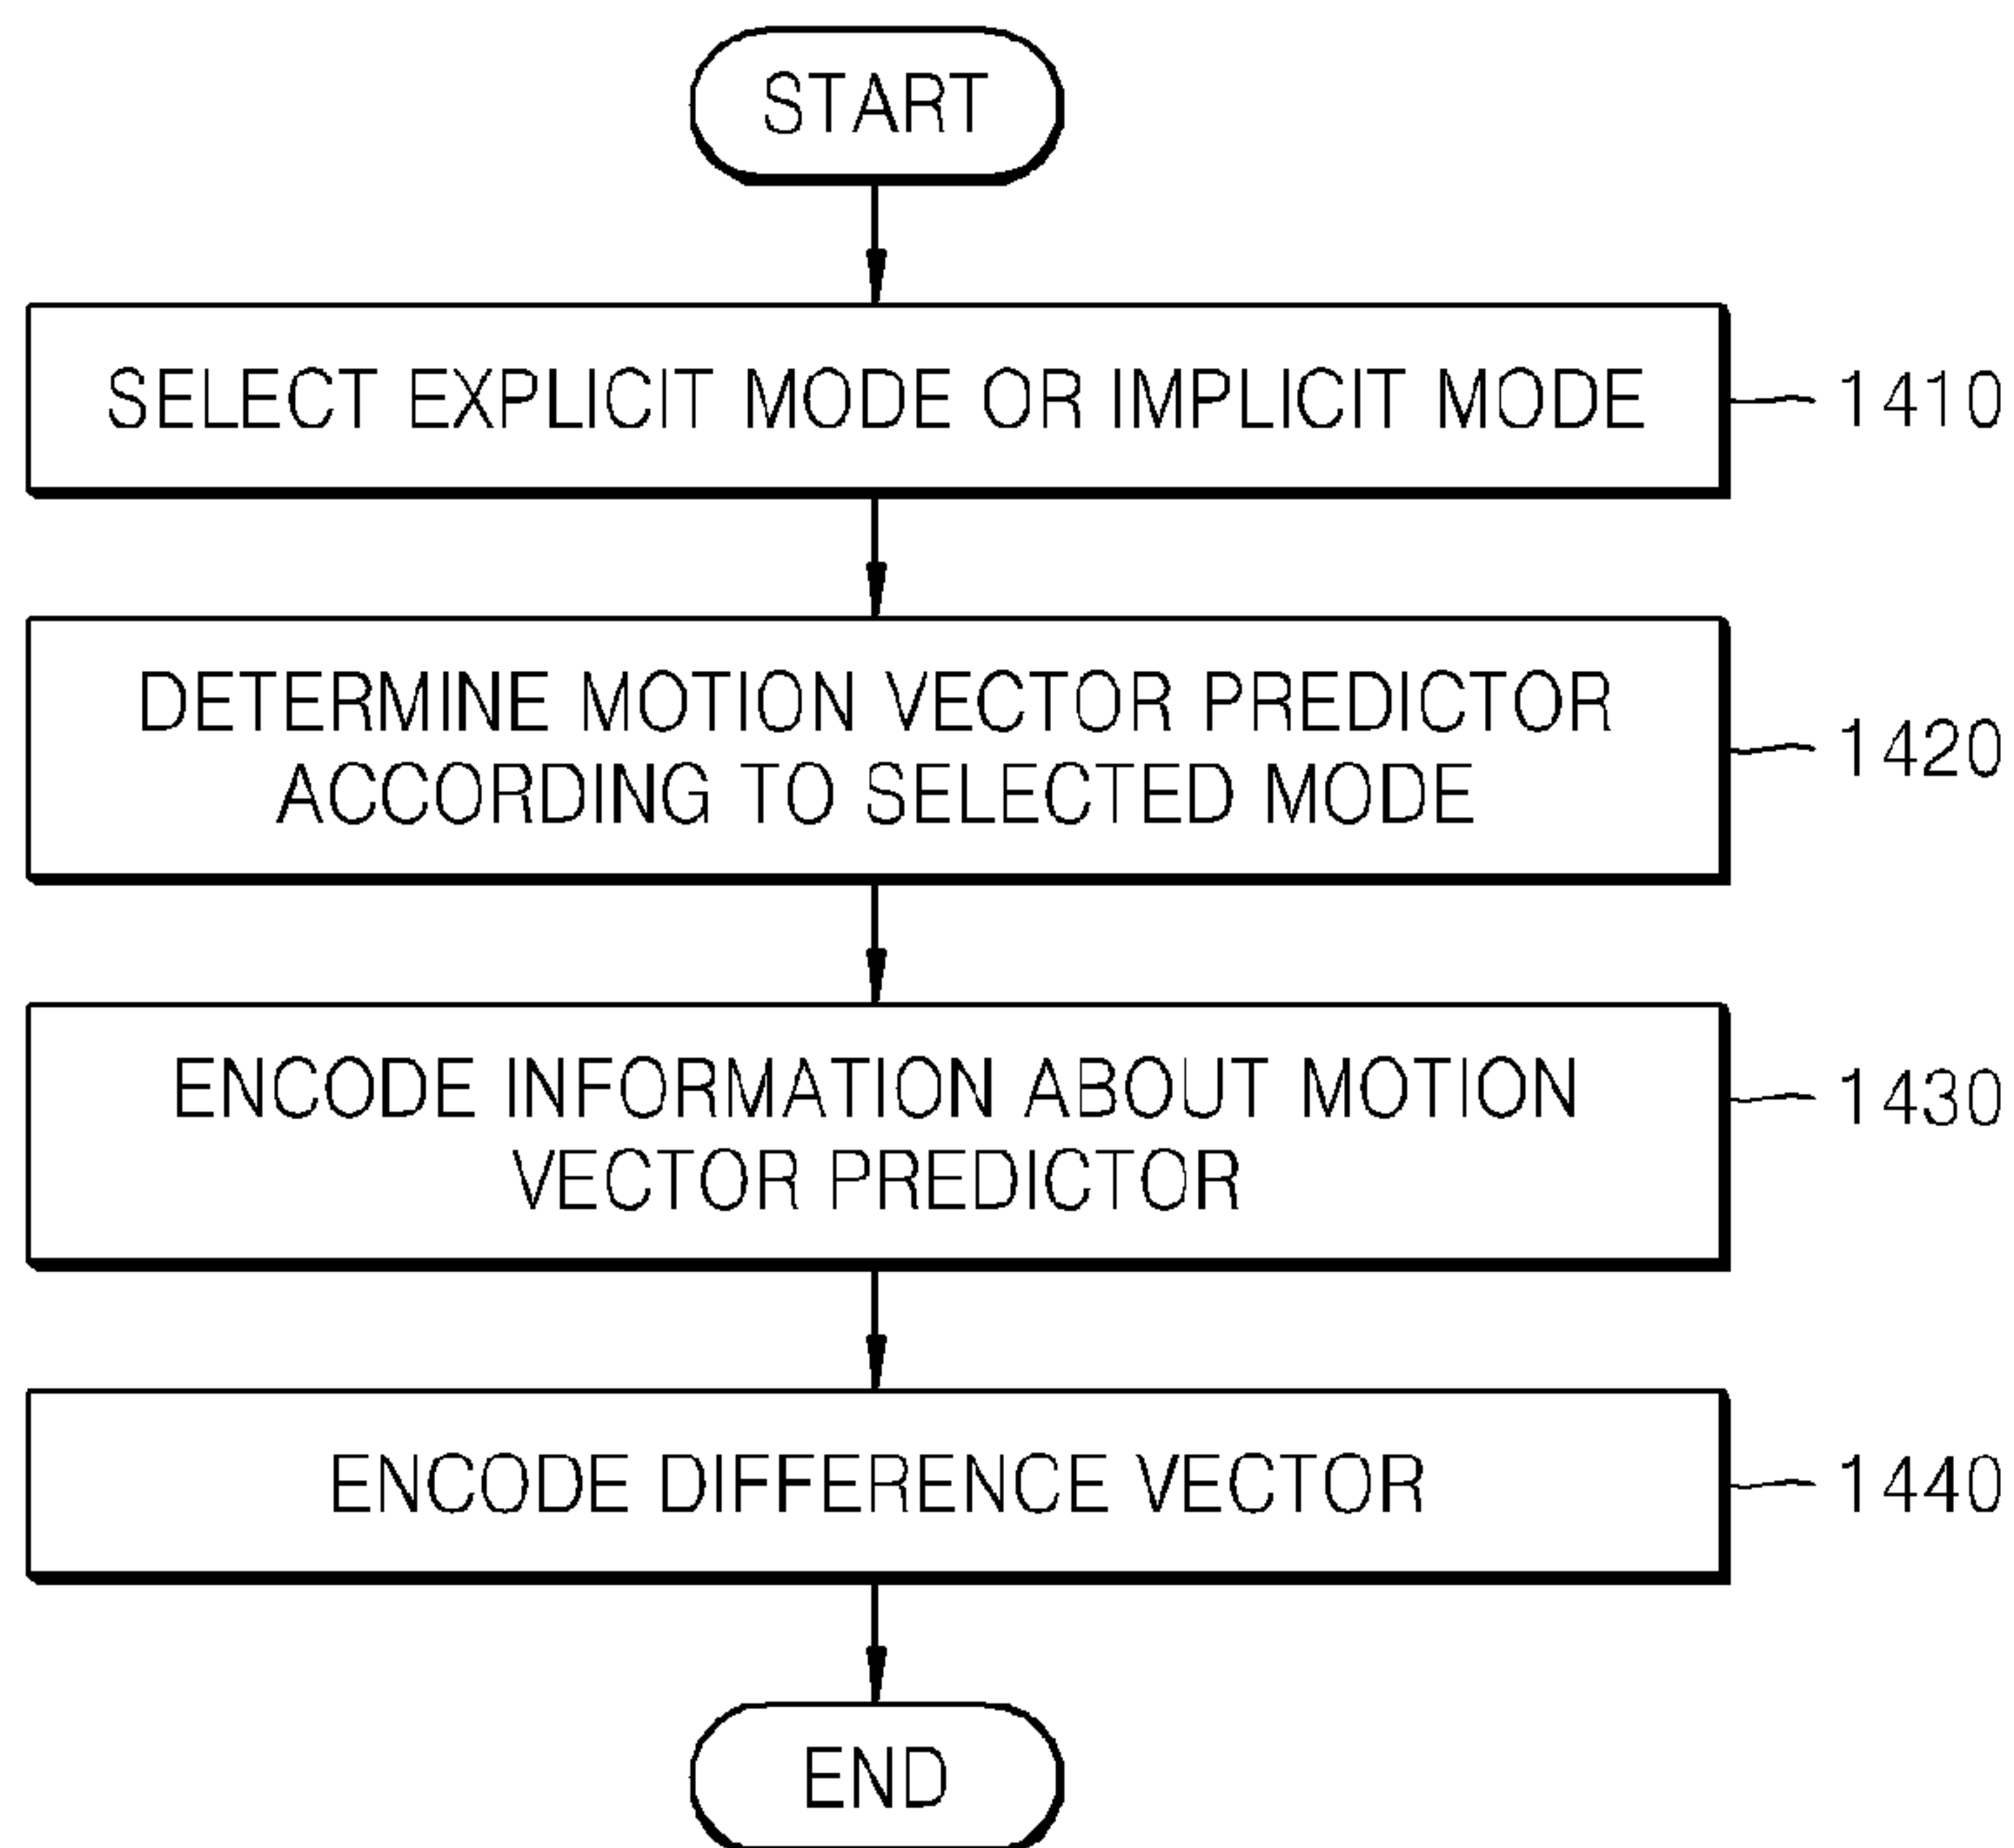 START
SELECT EXPLICIT MODE OR IMPLICIT MODE
1410
DETERMINE MOTION VECTOR PREDICTOR
ACCORDING TO SELECTED MODE
1420
ENCODE INFORMATION ABOUT MOTION
VECTOR PREDICTOR
1430
ENCODE DIFFERENCE VECTOR
1440
END